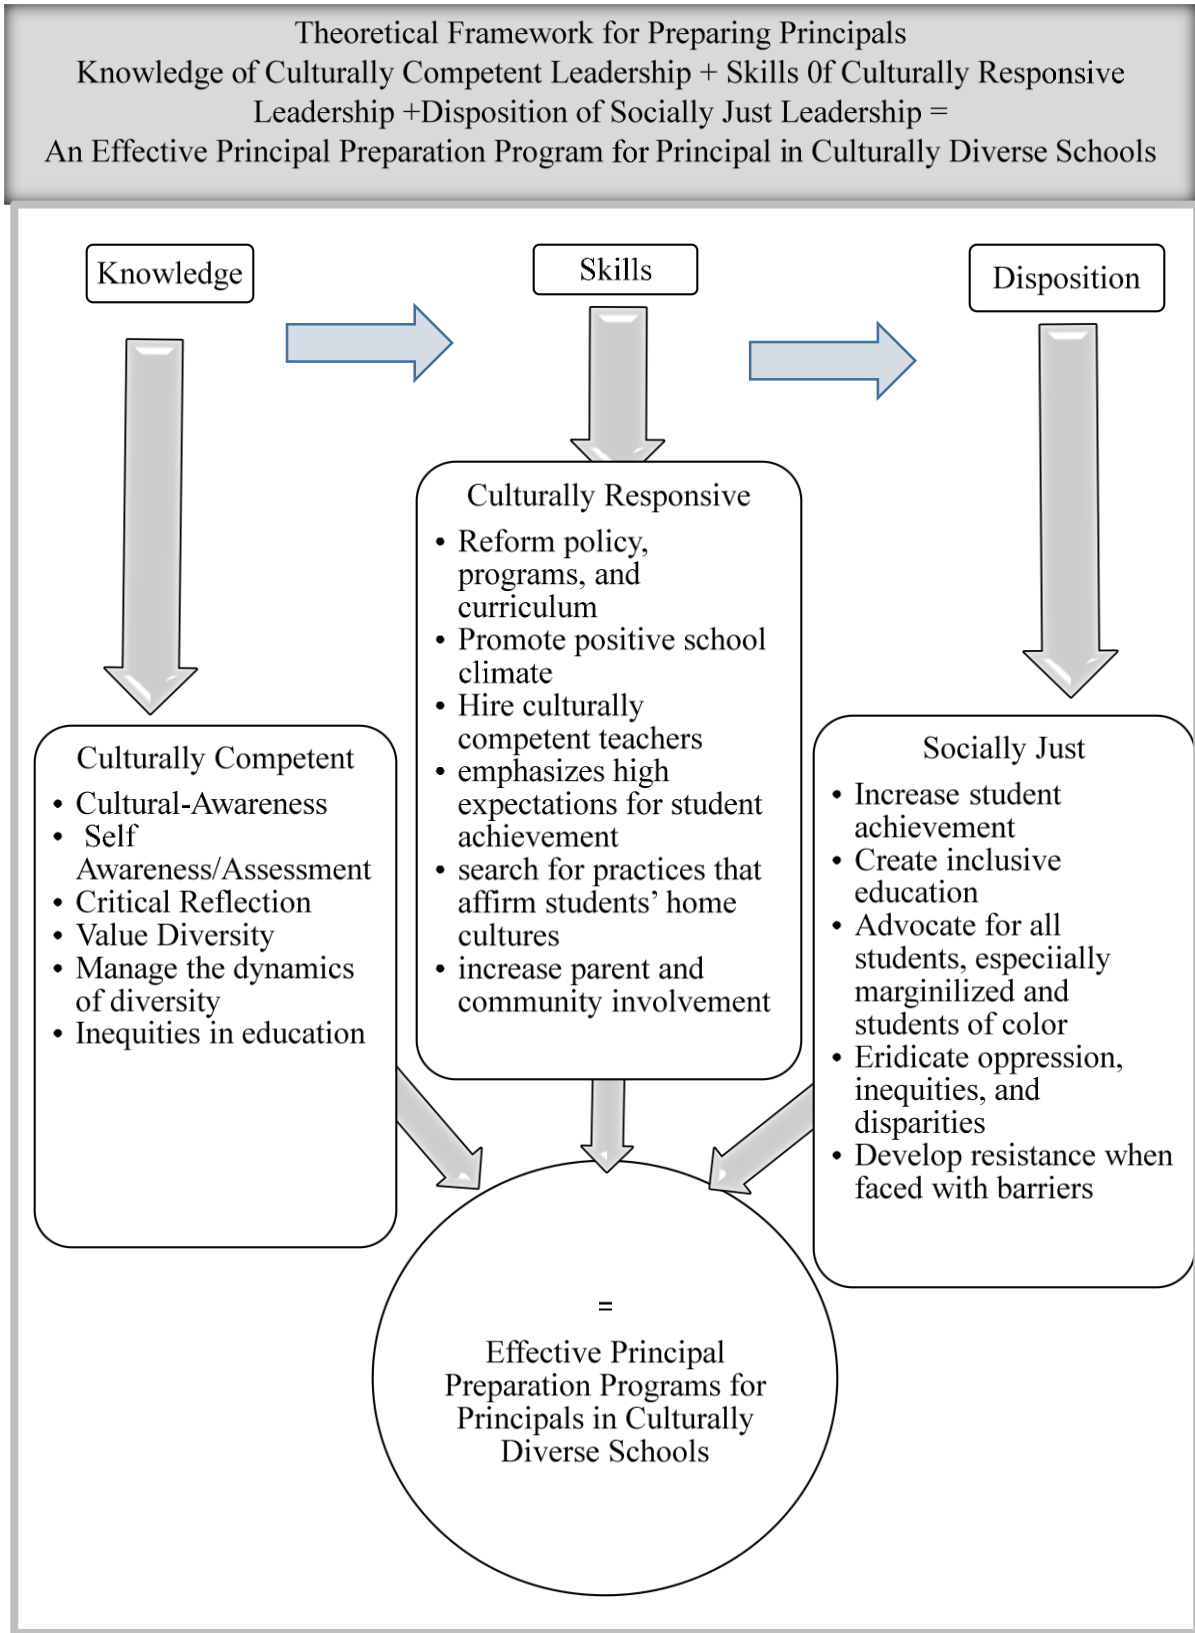 Theoretical Framework for Preparing Principals
Knowledge of Culturally Competent Leadership + Skills 0f Culturally Responsive
Leadership +Disposition of Socially Just Leadership =
An Effective Principal Preparation Program for Principal in Culturally Diverse Schools
Knowledge
Skills
Disposition
Culturally Competent
• Cultural-Awareness
• Self
Awareness/Assessment
• Critical Reflection
• Value Diversity
• Manage the dynamics
of diversity
• Inequities in education
Culturally Responsive
• Reform policy,
programs, and
curriculum
• Promote positive school
climate
• Hire culturally
competent teachers
• emphasizes high
expectations for student
achievement
• search for practices that
affirm students’ home
cultures
• increase parent and
community involvement
Socially Just
• Increase student
achievement
• Create inclusive
education
• Advocate for all
students, especiially
marginilized and
students of color
• Eridicate oppression,
inequities, and
disparities
• Develop resistance when
faced with barriers
=
Effective Principal
Preparation Programs for
Principals in Culturally
Diverse Schools